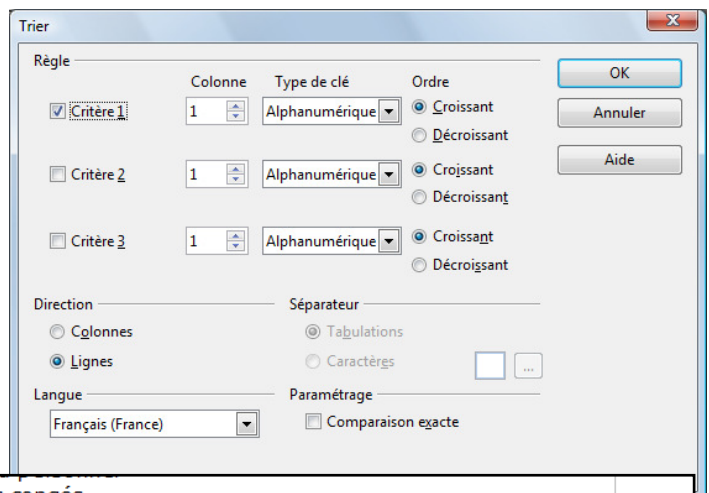 Trier
Règle
Colonne Type de clé Ordre
OK
Critère 1 1 Alphanumérique Croissant
Annuler
Décroissant
Aide
Critère 2 1 Alphanumérique Croissant
Décroissant
Critère 3 1 Alphanumérique Croissant
Décroissant
Direction Séparateur
Colonnes Tabulations
Lignes Caractères ...
Langue Paramétrage
Français (France) Comparaison exacte